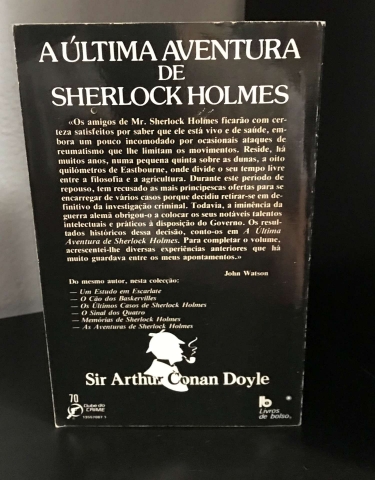 A ÚLTIMA AVENTURA
DE
SHERLOCK HOLMES
«Os amigos de Mr. Sherlock Holmes ficarão com cer-
teza satisfeitos por saber que ele está vivo e de saúde, em-
bora um pouco incomodado por ocasionais ataques de
reumatismo que lhe limitam os movimentos. Reside, há
muitos anos, numa pequena quinta sobre as dunas, a oito
quilómetros de Eastbourne, onde divide o seu tempo livre
entre a filosofia e a agricultura. Durante este período de
repouso, tem recusado as mais principescas ofertas para se
encarregar de vários casos porque decidiu retirar-se em de-
finitivo da investigação criminal. Todavia, a iminência da
guerra alemã obrigou-o a colocar os seus notáveis talentos
intelectuais e práticos à disposição do Governo. Os resul-
tados históricos dessa decisão, conto-os em A Última
Aventura de Sherlock Holmes. Para completar o volume,
acrescentei-lhe diversas experiências anteriores que há
muito guardava entre os meus apontamentos.»
John Watson
Do mesmo autor, nesta colecção:
— Um Estudo em Escarlate
— O Cão dos Baskervilles
— Os Últimos Casos de Sherlock Holmes
— O Sinal dos Quatro
— Memórias de Sherlock Holmes
— As Aventuras de Sherlock Holmes
Sir Arthur Conan Doyle
70
Clube do
CRIME
Livros
de bolso